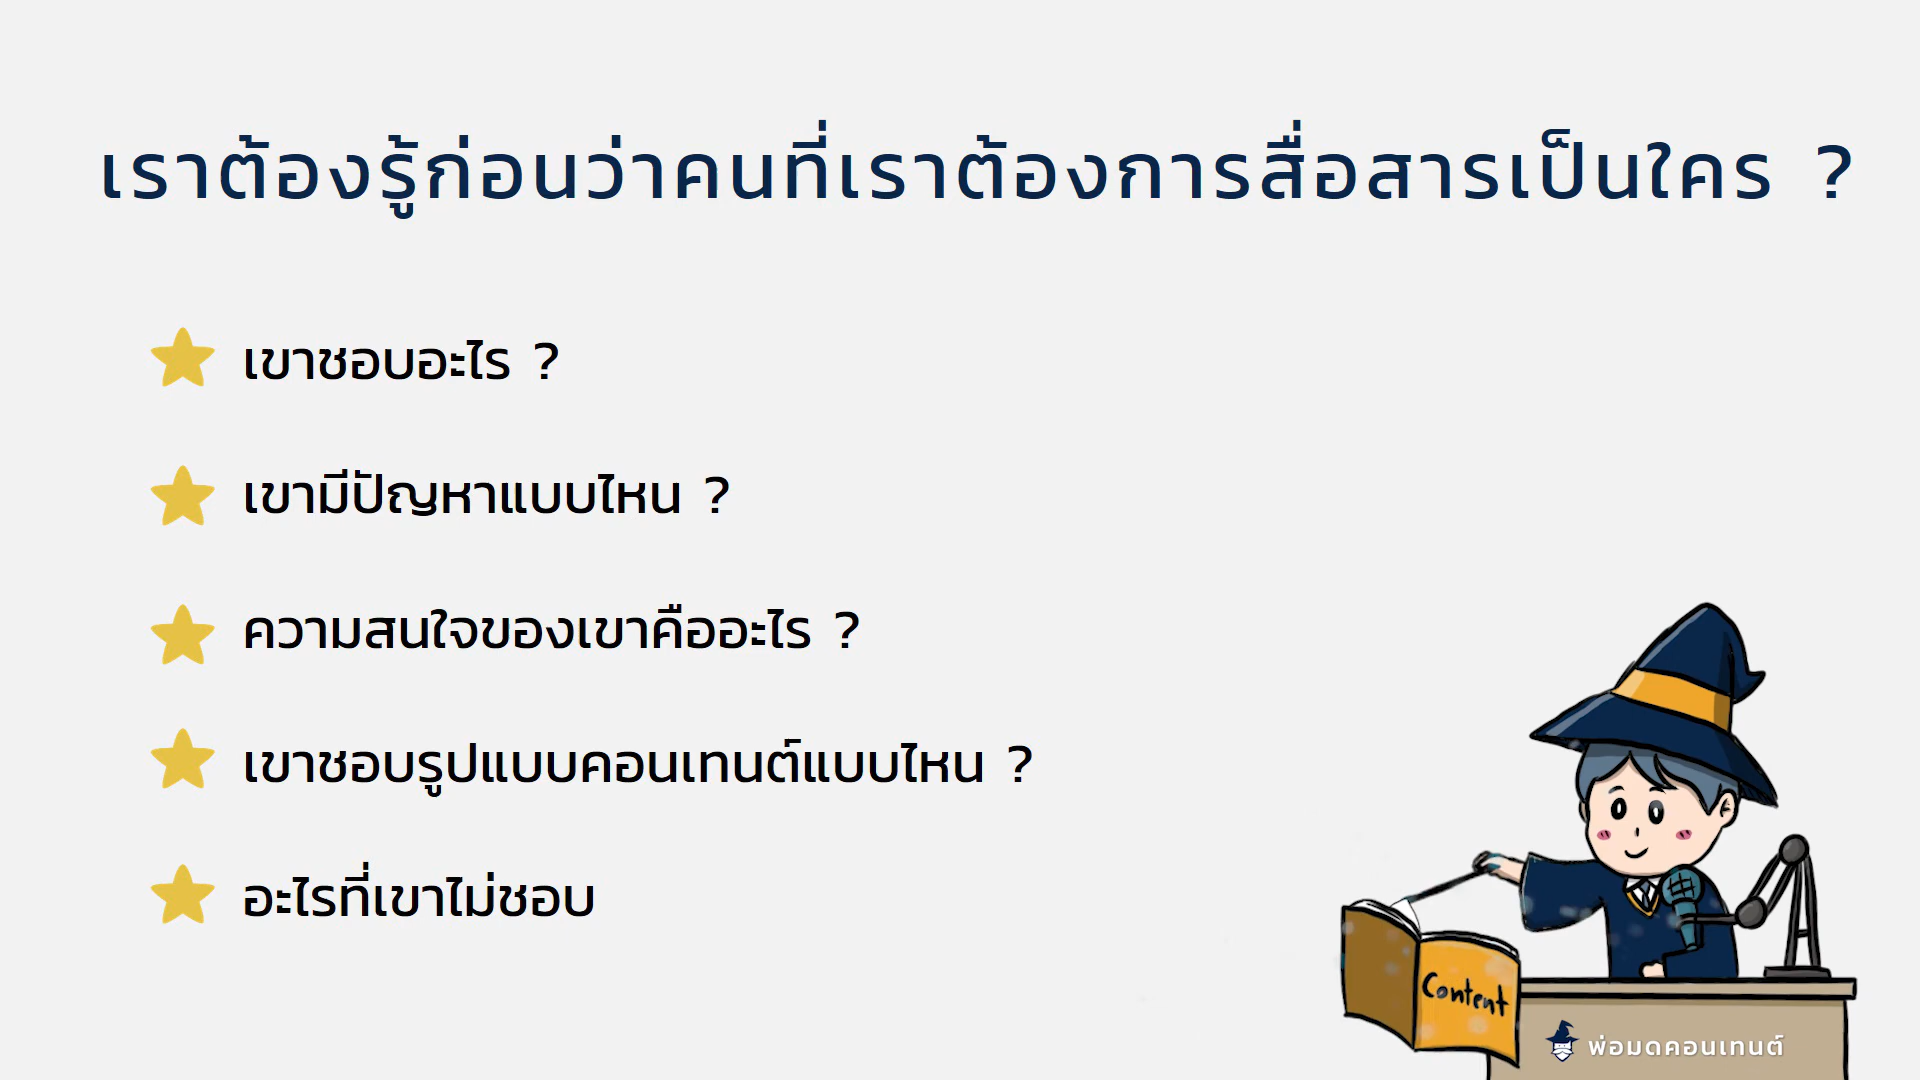 เราต้องรู้ก่อนว่าคนที่เราต้องการสื่อสารเป็นใคร ?
เขาชอบอะไร ?
เขามีปัญหาแบบไหน ?
ความสนใจของเขาคืออะไร ?
เขาชอบรูปแบบคอนเทนต์แบบไหน ?
อะไรที่เขาไม่ชอบ
Content
พ่อมดคอนเทนต์